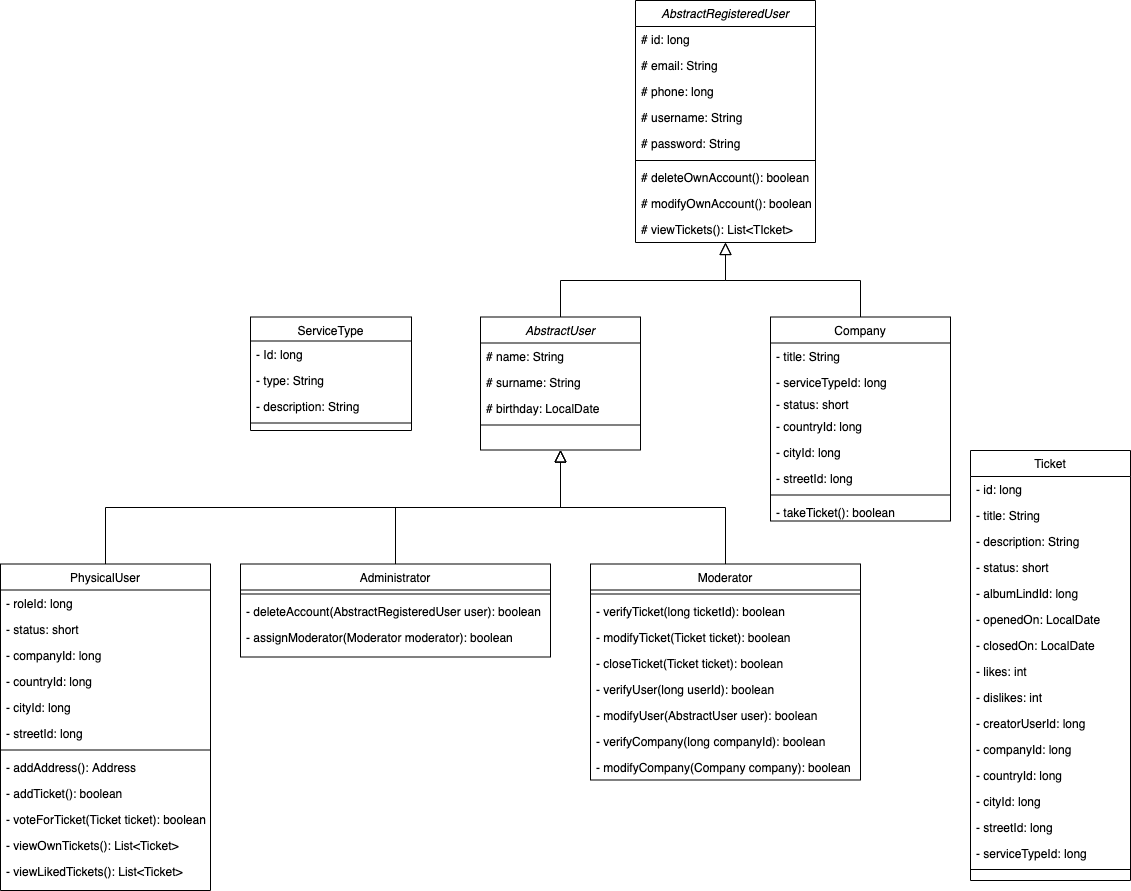 AbstractRegisteredUser
# id: long
# email: String
# phone: long
# username: String
# password: String
# deleteOwnAccount(): boolean
# modifyOwnAccount(): boolean
# viewTickets(): List<TIcket>
ServiceType
- Id: long
- type: String
- description: String
AbstractUser
# name: String
# surname: String
# birthday: LocalDate
Company
- title: String
- serviceTypeId: long
- status: short
- countryId: long
- cityId: long
- streetId: long
- takeTicket(): boolean
Ticket
- id: long
- title: String
- description: String
- status: short
- albumLindId: long
- openedOn: LocalDate
- closedOn: LocalDate
- likes: int
- dislikes: int
- creatorUserId: long
- companyId: long
- countryId: long
- cityId: long
- streetId: long
- serviceTypeId: long
PhysicalUser
- roleId: long
- status: short
- companyId: long
- countryId: long
- cityId: long
- streetId: long
- addAddress(): Address
- addTicket(): boolean
- voteForTicket(Ticket ticket): boolean
- viewOwnTickets(): List<Ticket>
- viewLikedTickets(): List<Ticket>
Administrator
- deleteAccount(AbstractRegisteredUser user): boolean
- assignModerator(Moderator moderator): boolean
Moderator
- verifyTicket(long ticketId): boolean
- modifyTicket(Ticket ticket): boolean
- closeTicket(Ticket ticket): boolean
- verifyUser(long userId): boolean
- modifyUser(AbstractUser user): boolean
- verifyCompany(long companyId): boolean
- modifyCompany(Company company): boolean